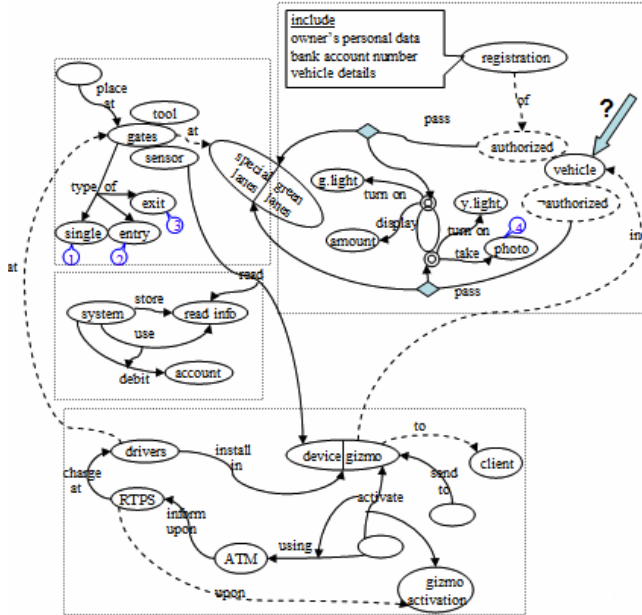 include
owner's personal data
bank account number
vehicle details
registration
of
?
place
at
tool
gates
at
sensor
pass
authorized
vehicle
special green
lanes lanes
g.light
turn on
y.light
¬authorized
type of
exit
single
entry
3
1
2
display
turn on
amount
take
photo
4
in
at
read
pass
store
system
read info
use
account
debit
to
drivers
install
in
device gizmo
client
charge
at
send
to
RTPS
activate
inform
upon
using
ATM
upon
gizmo
activation